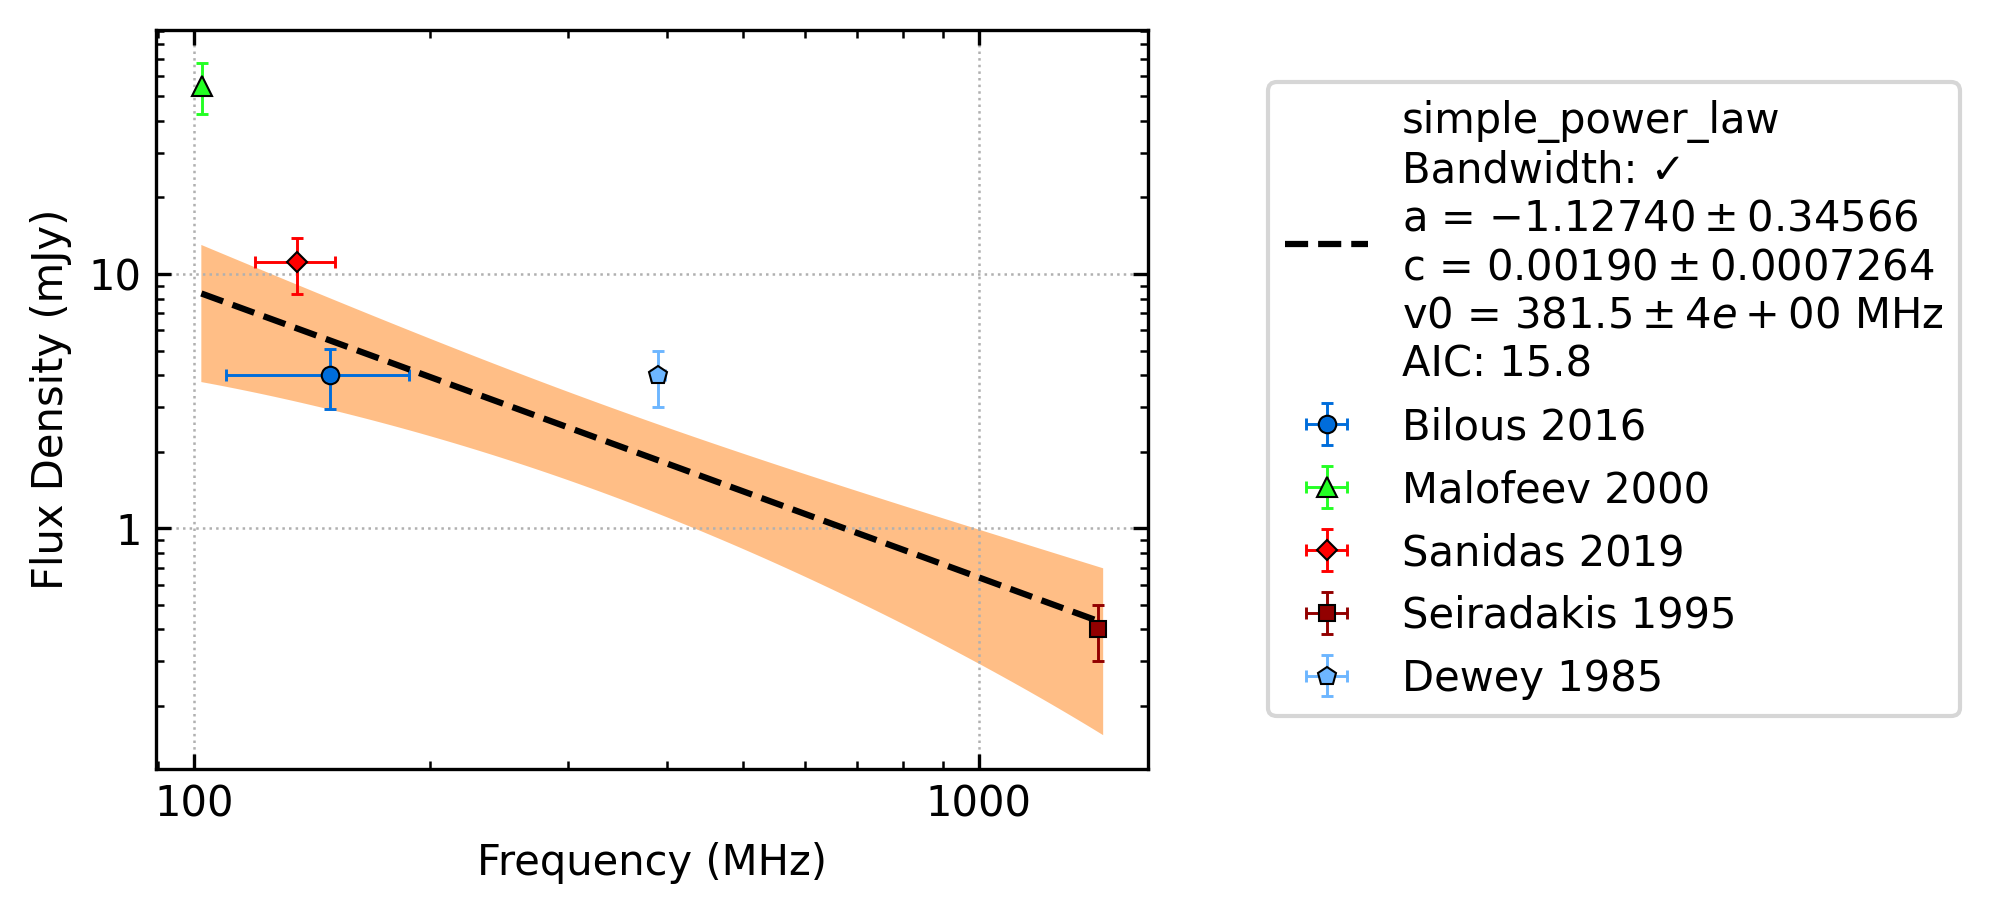 10
1
100
1000
Flux Density (mJy)
Frequency (MHz)
simple_power_law
Bandwidth: ✓
a = −1.12740 ± 0.34566
c = 0.00190 ± 0.0007264
v0 = 381.5 ± 4e + 00 MHz
AIC: 15.8
Bilous 2016
Malofeev 2000
Sanidas 2019
Seiradakis 1995
Dewey 1985